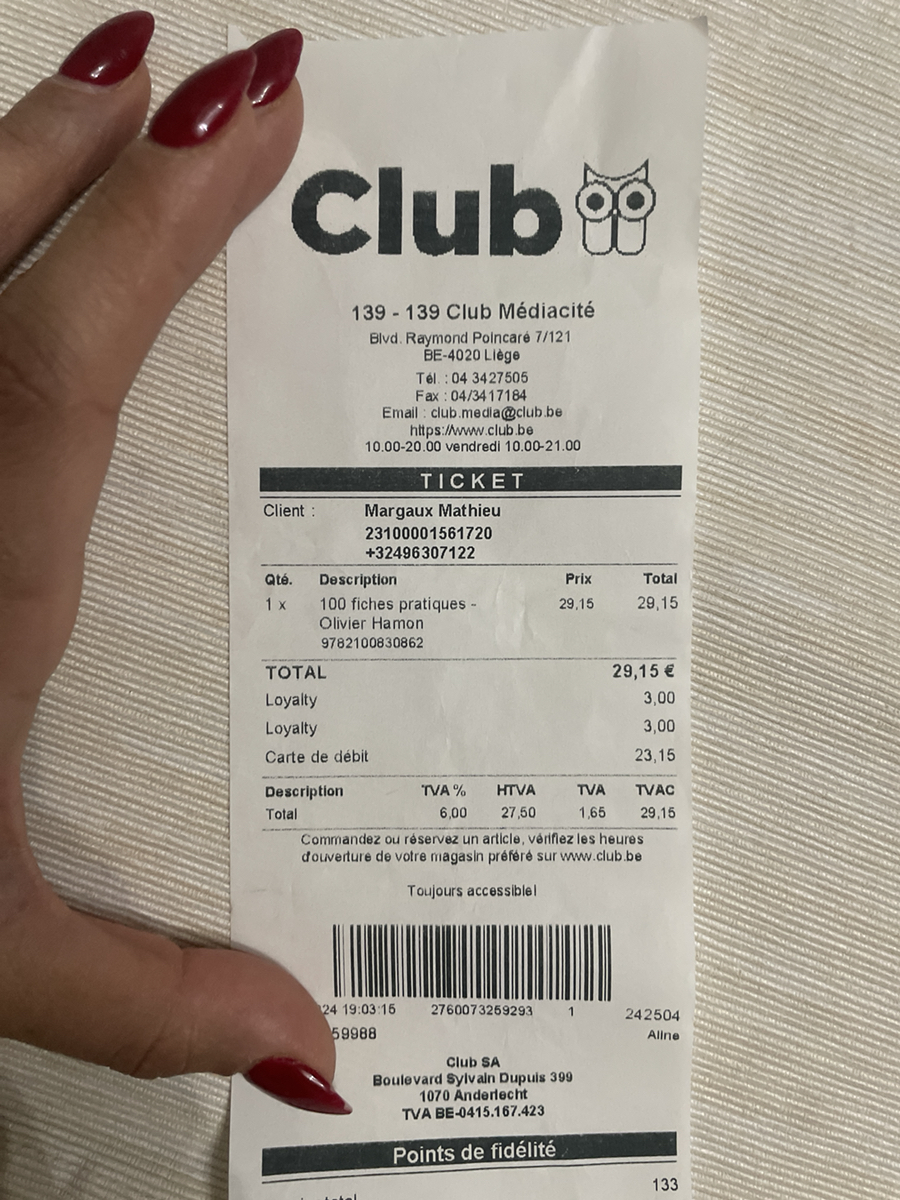 Club
139 - 139 Club Médiacité
Blvd. Raymond Poincaré 7/121
BE-4020 Liège
Tél. : 04 3427505
Fax : 04/3417184
Email : club.media@club.be
https://www.club.be
10.00-20.00 vendredi 10.00-21.00
TICKET
Client : Margaux Mathieu
23100001561720
+32496307122
Qté. Description Prix Total
1 x 100 fiches pratiques - 29,15 29,15
Olivier Hamon
9782100830862
TOTAL 29,15 €
Loyalty 3,00
Loyalty 3,00
Carte de débit 23,15
Description TVA % HTVA TVA TVAC
Total 6,00 27,50 1,65 29,15
Commandez ou réservez un article, vérifiez les heures
d'ouverture de votre magasin préféré sur www.club.be
Toujours accessible!
24 19:03:15 2760073259293 1 242504
59988 Aline
Club SA
Boulevard Sylvain Dupuis 399
1070 Anderlecht
TVA BE-0415.167.423
Points de fidélité
133